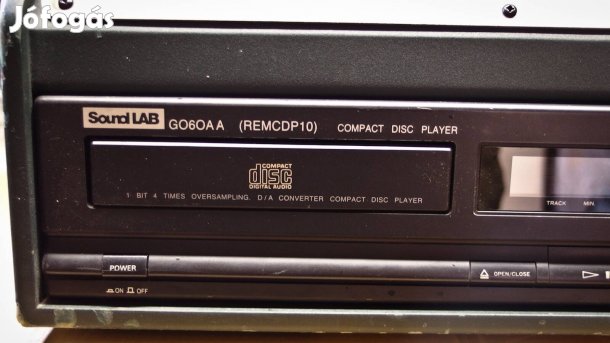 Jófogás
Sound LAB GO6OAA (REMCDP10) COMPACT DISC PLAYER
COMPACT
disc
DIGITAL AUDIO
1 BIT 4 TIMES OVERSAMPLING. D/A CONVERTER COMPACT DISC PLAYER
TRACK MIN
POWER
OPEN/CLOSE
ON OFF